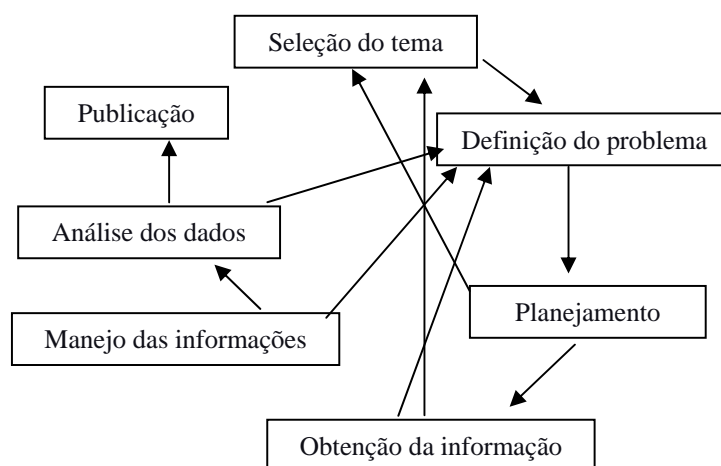 Seleção do tema
Publicação
Definição do problema
Análise dos dados
Planejamento
Manejo das informações
Obtenção da informação